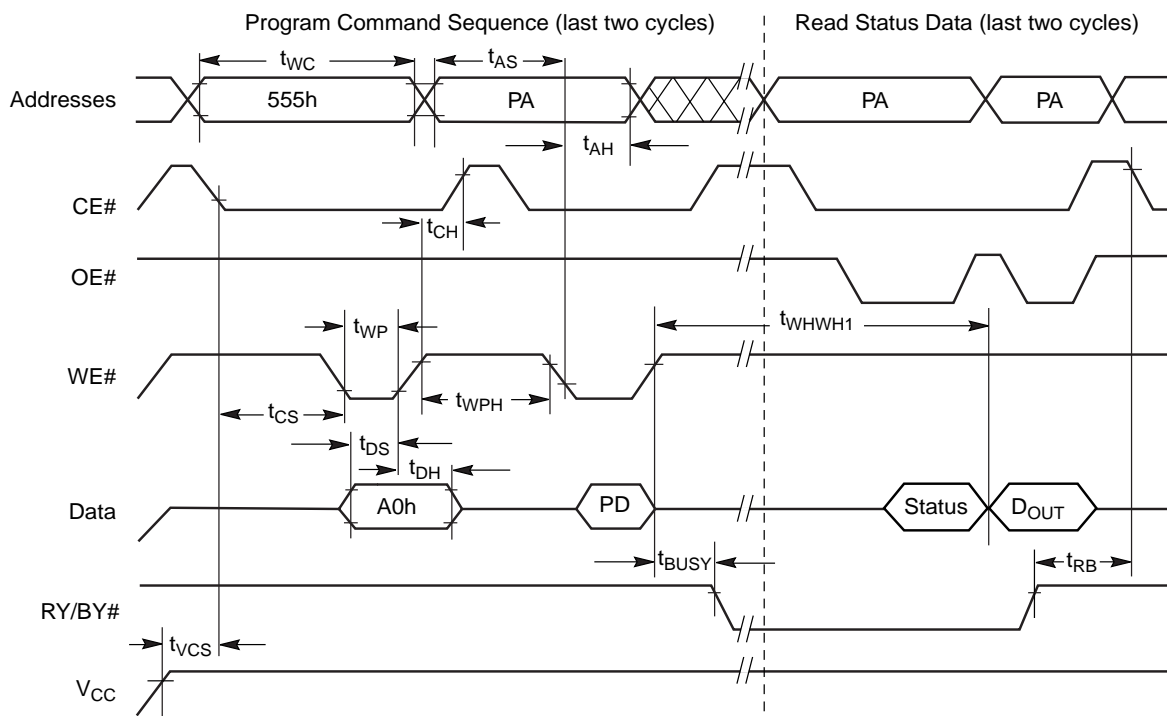 Program Command Sequence (last two cycles) Read Status Data (last two cycles)
tWC tAS
Addresses 555h PA PA PA
tAH
CE#
tCH
OE#
tWP tWHWH1
WE#
tCS tWPH
tDS
tDH
Data A0h PD Status DOUT
tBUSY tRB
RY/BY#
tVCS
VCC